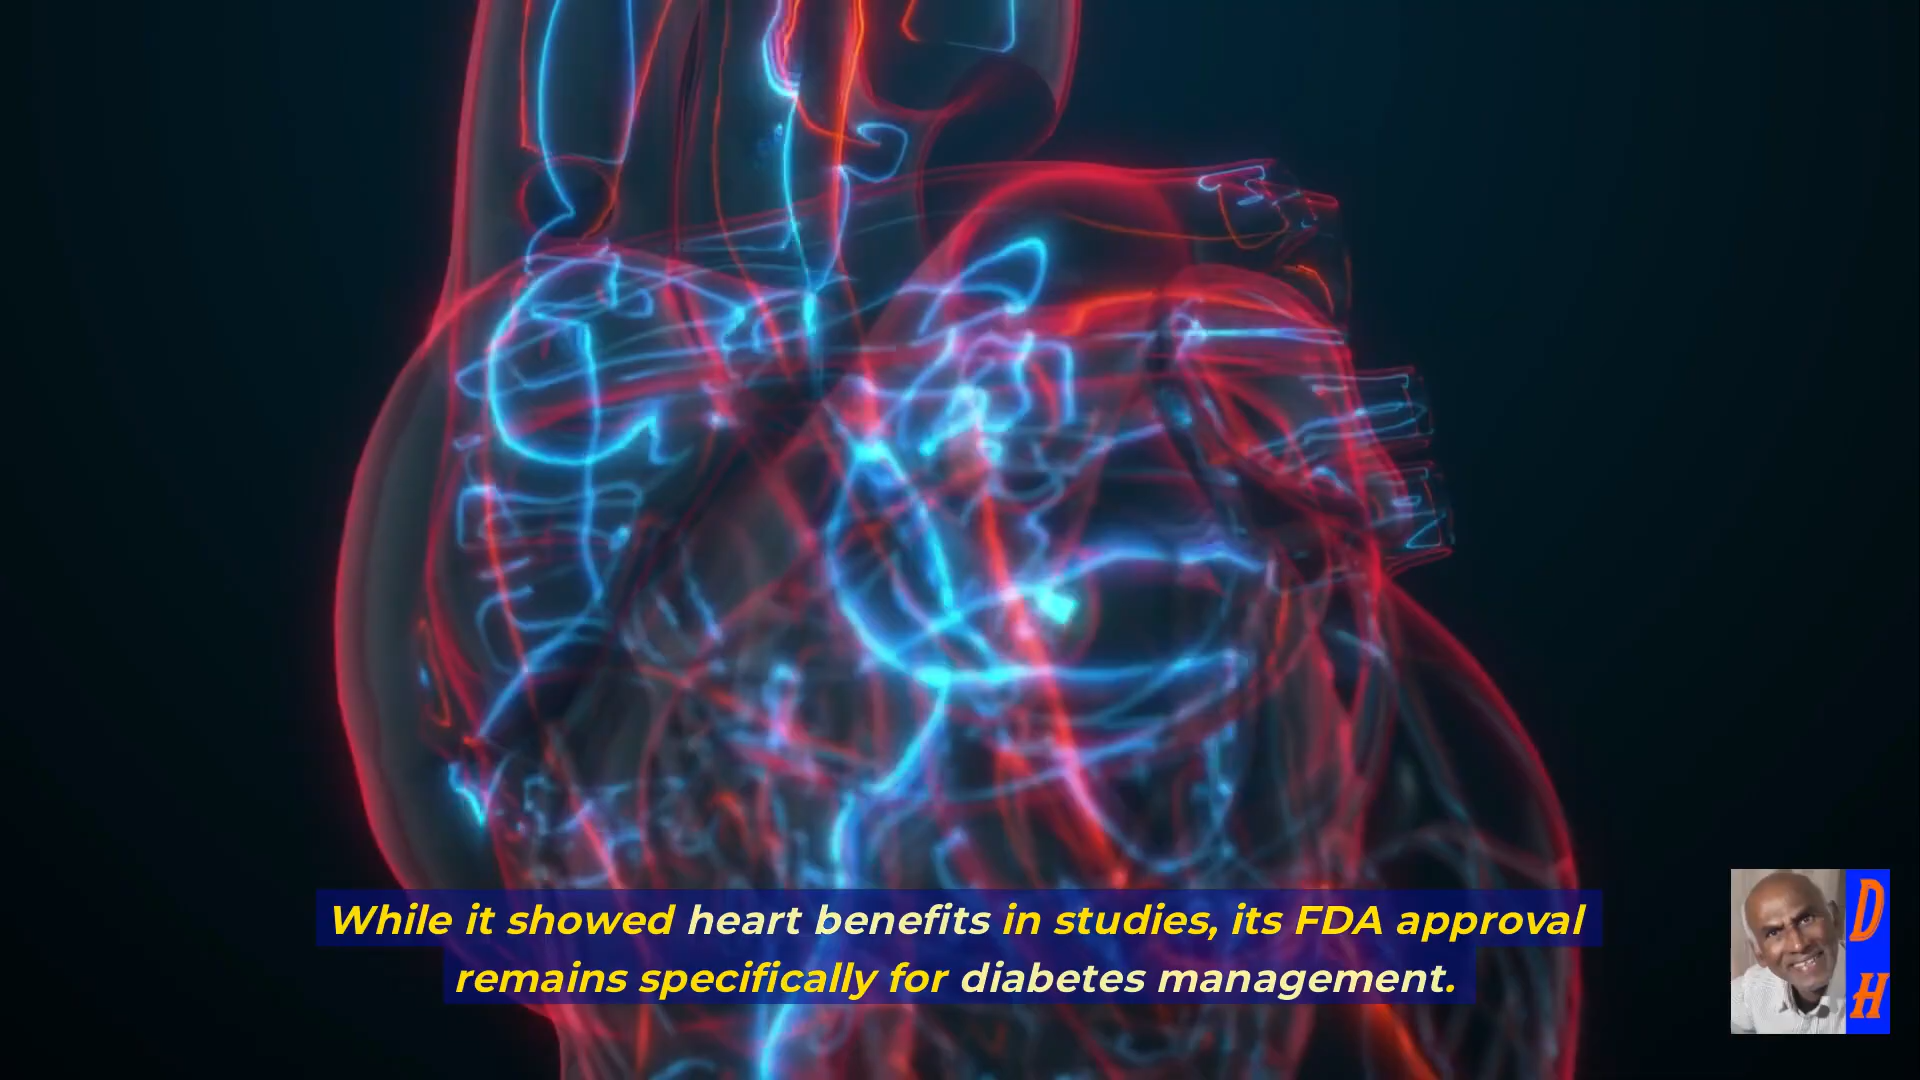 While it showed heart benefits in studies, its FDA approval
remains specifically for diabetes management.
D
H